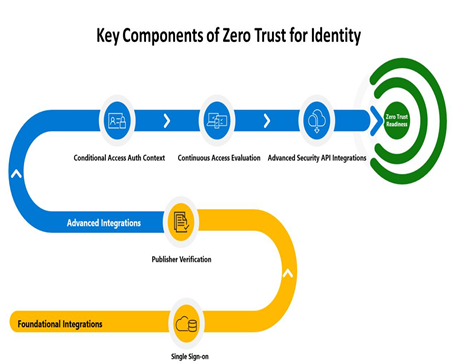 Key Components of Zero Trust for Identity
Zero Trust
Readiness
Conditional Access Auth Context
Continuous Access Evaluation
Advanced Security API Integrations
Advanced Integrations
Publisher Verification
Foundational Integrations
Single Sign-on